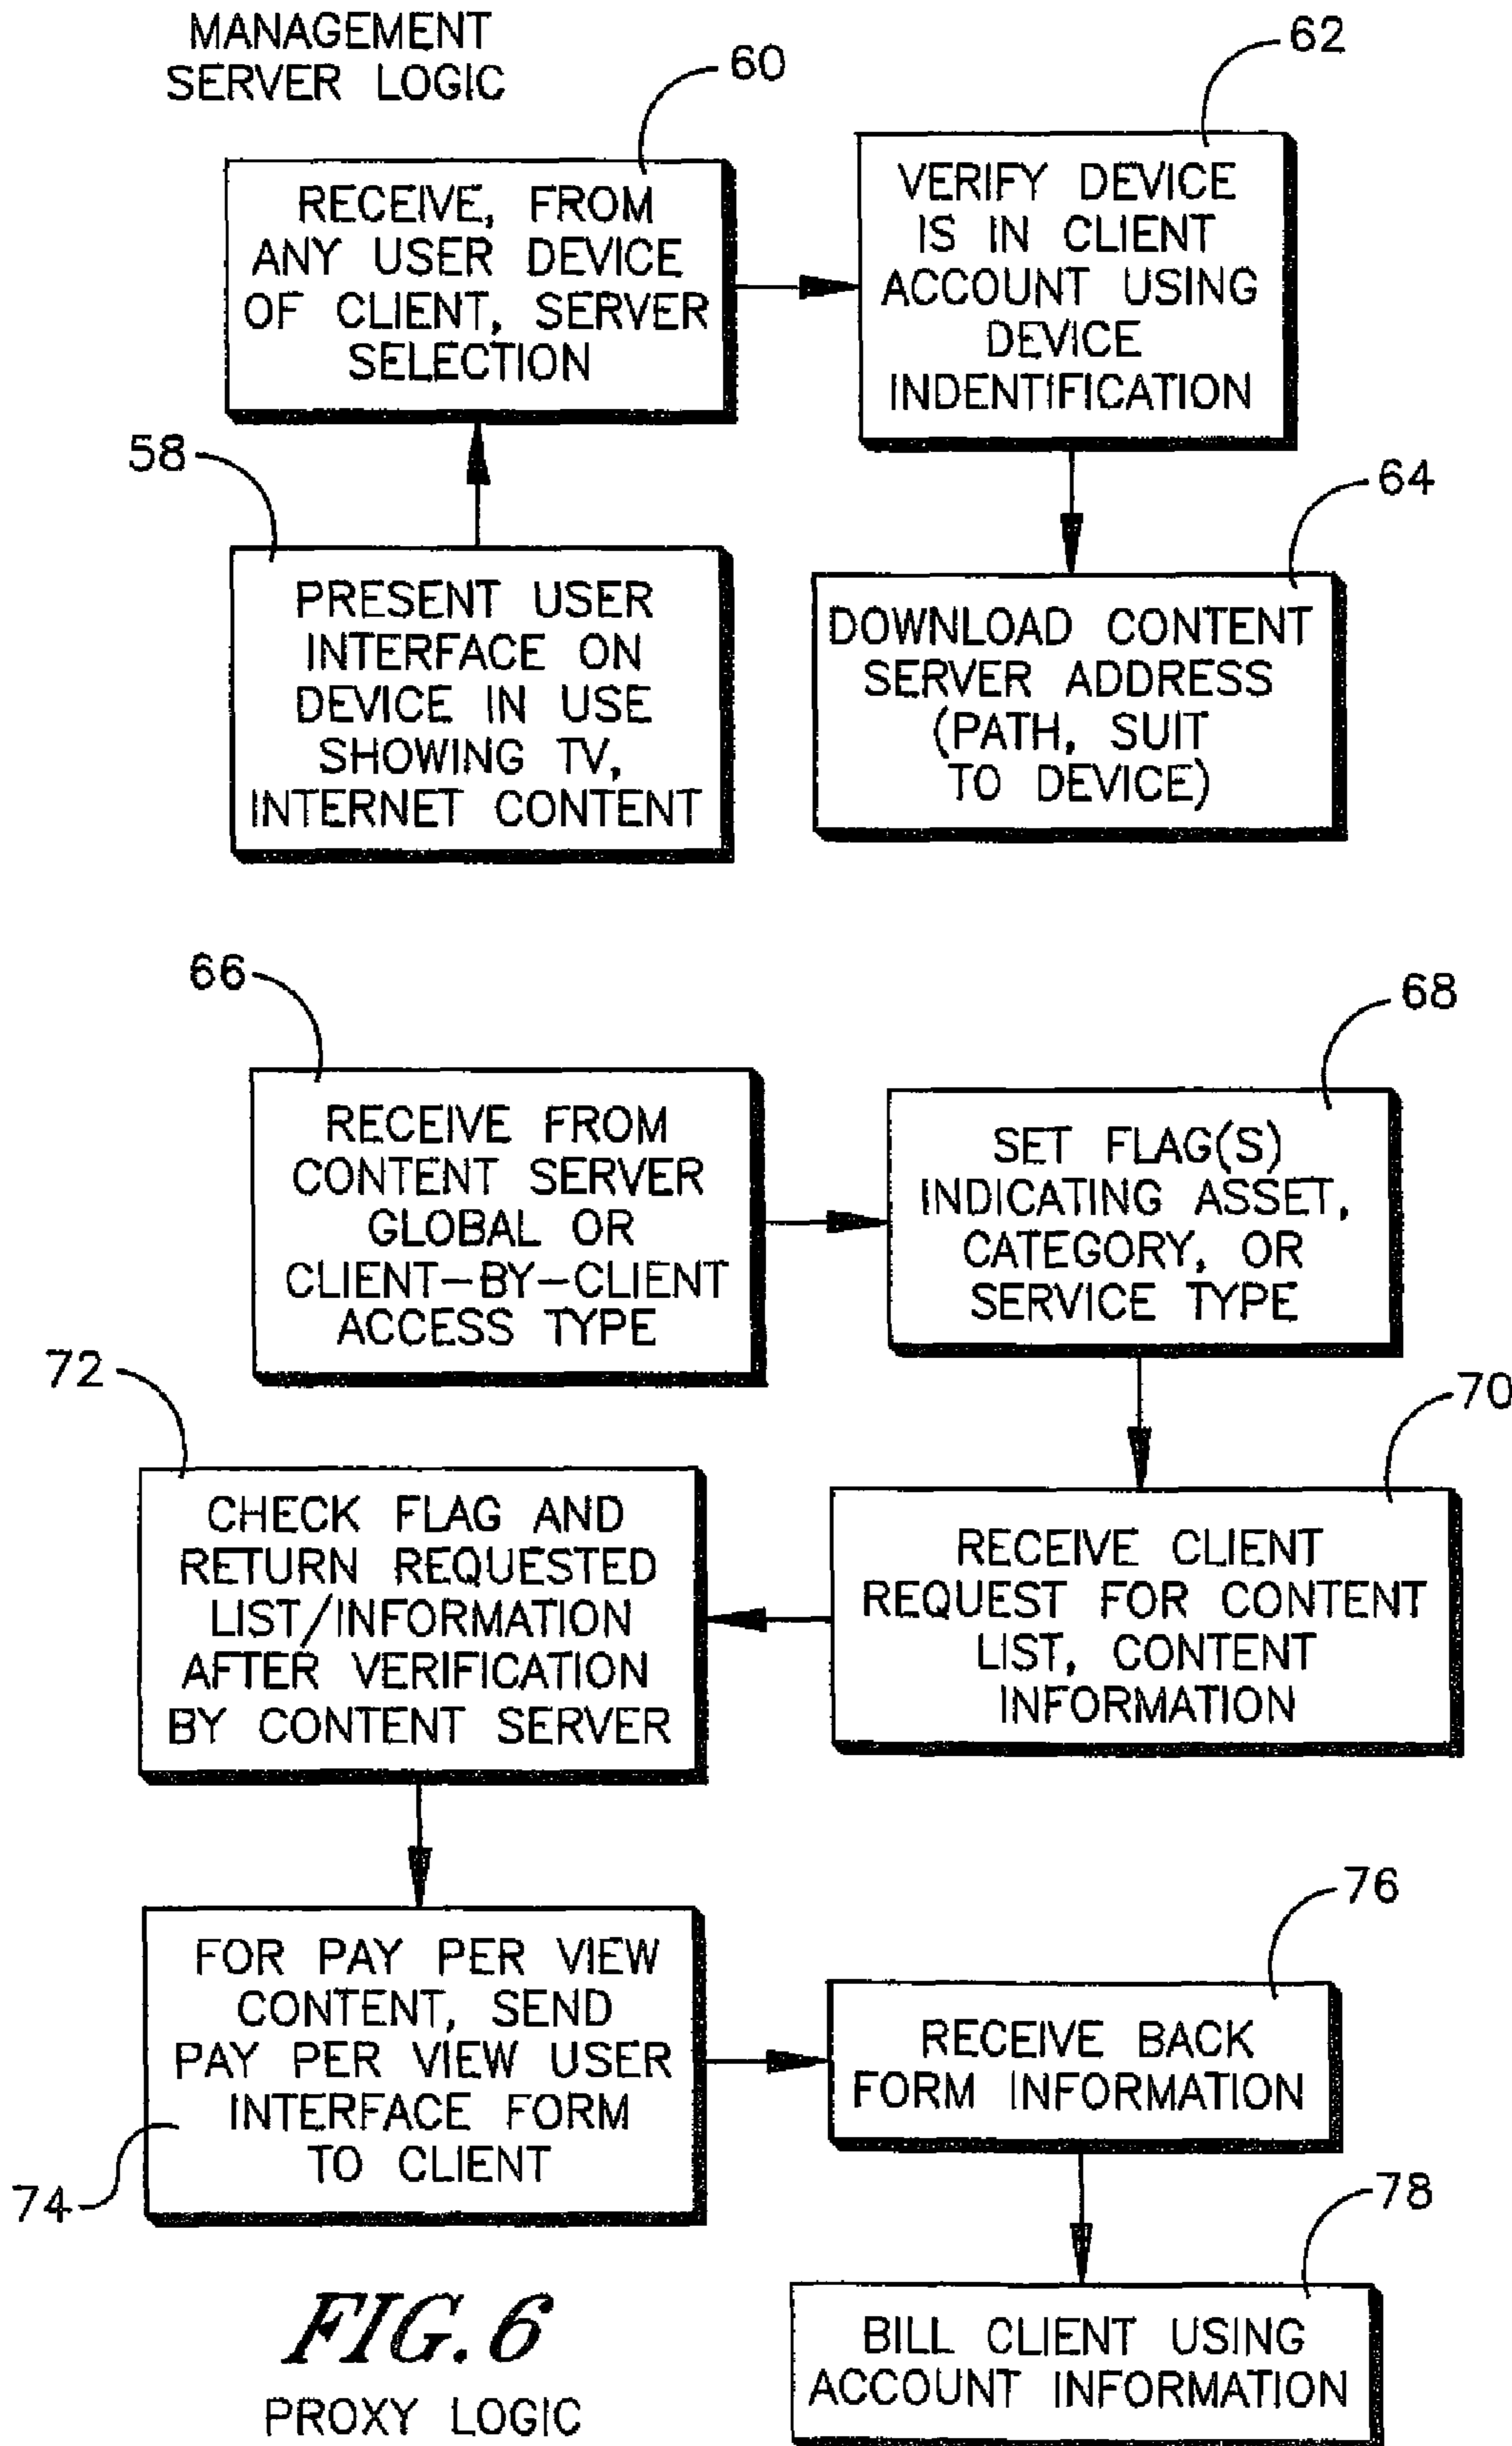 MANAGEMENT
SERVER LOGIC
60
RECEIVE, FROM
ANY USER DEVICE
OF CLIENT, SERVER
SELECTION
62
VERIFY DEVICE
IS IN CLIENT
ACCOUNT USING
DEVICE
INDENTIFICATION
58
PRESENT USER
INTERFACE ON
DEVICE IN USE
SHOWING TV,
INTERNET CONTENT
64
DOWNLOAD CONTENT
SERVER ADDRESS
(PATH, SUIT
TO DEVICE)
66
RECEIVE FROM
CONTENT SERVER
GLOBAL OR
CLIENT-BY-CLIENT
ACCESS TYPE
68
SET FLAG(S)
INDICATING ASSET,
CATEGORY, OR
SERVICE TYPE
72
CHECK FLAG AND
RETURN REQUESTED
LIST/INFORMATION
AFTER VERIFICATION
BY CONTENT SERVER
70
RECEIVE CLIENT
REQUEST FOR CONTENT
LIST, CONTENT
INFORMATION
74
FOR PAY PER VIEW
CONTENT, SEND
PAY PER VIEW USER
INTERFACE FORM
TO CLIENT
76
RECEIVE BACK
FORM INFORMATION
78
BILL CLIENT USING
ACCOUNT INFORMATION
FIG. 6
PROXY LOGIC